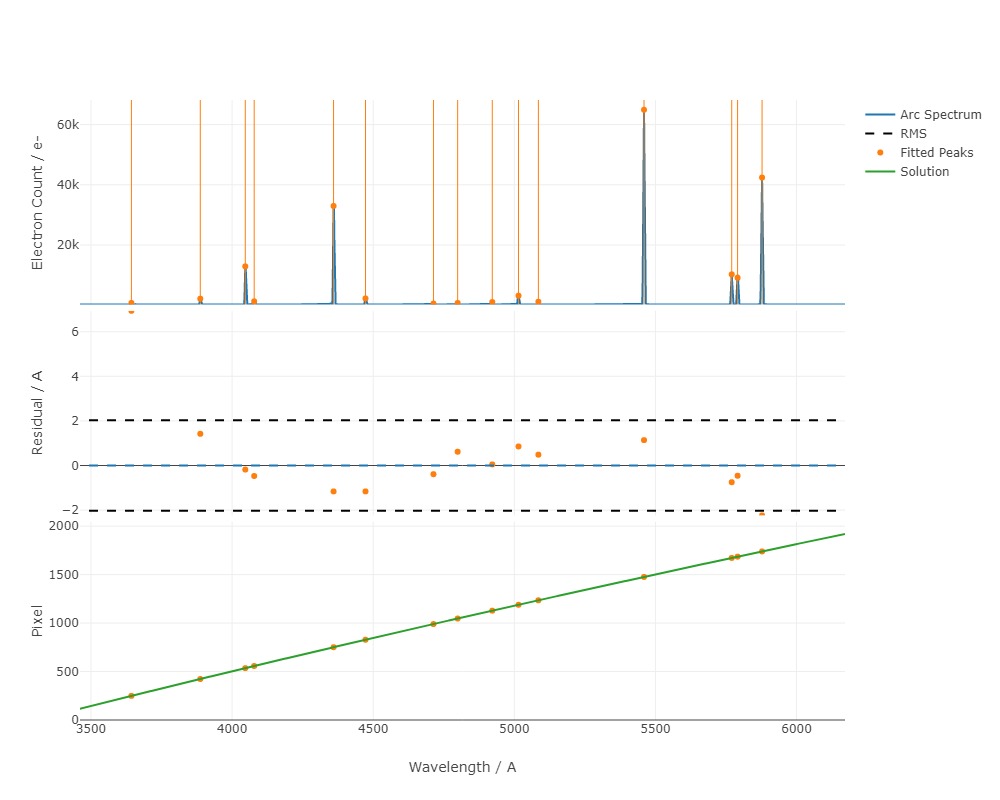 60k
40k
20k
Electron Count / e-
6
4
2
0
−2
Residual / A
2000
1500
1000
500
0
Pixel
3500
4000
4500
5000
5500
6000
Wavelength / A
Arc Spectrum
RMS
Fitted Peaks
Solution